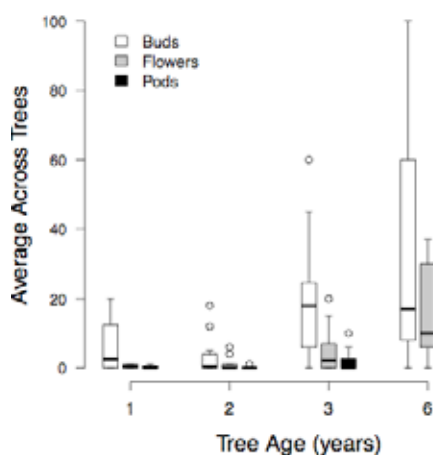 Average Across Trees
100
80
60
40
20
0
Buds
Flowers
Pods
1 2 3 6
Tree Age (years)